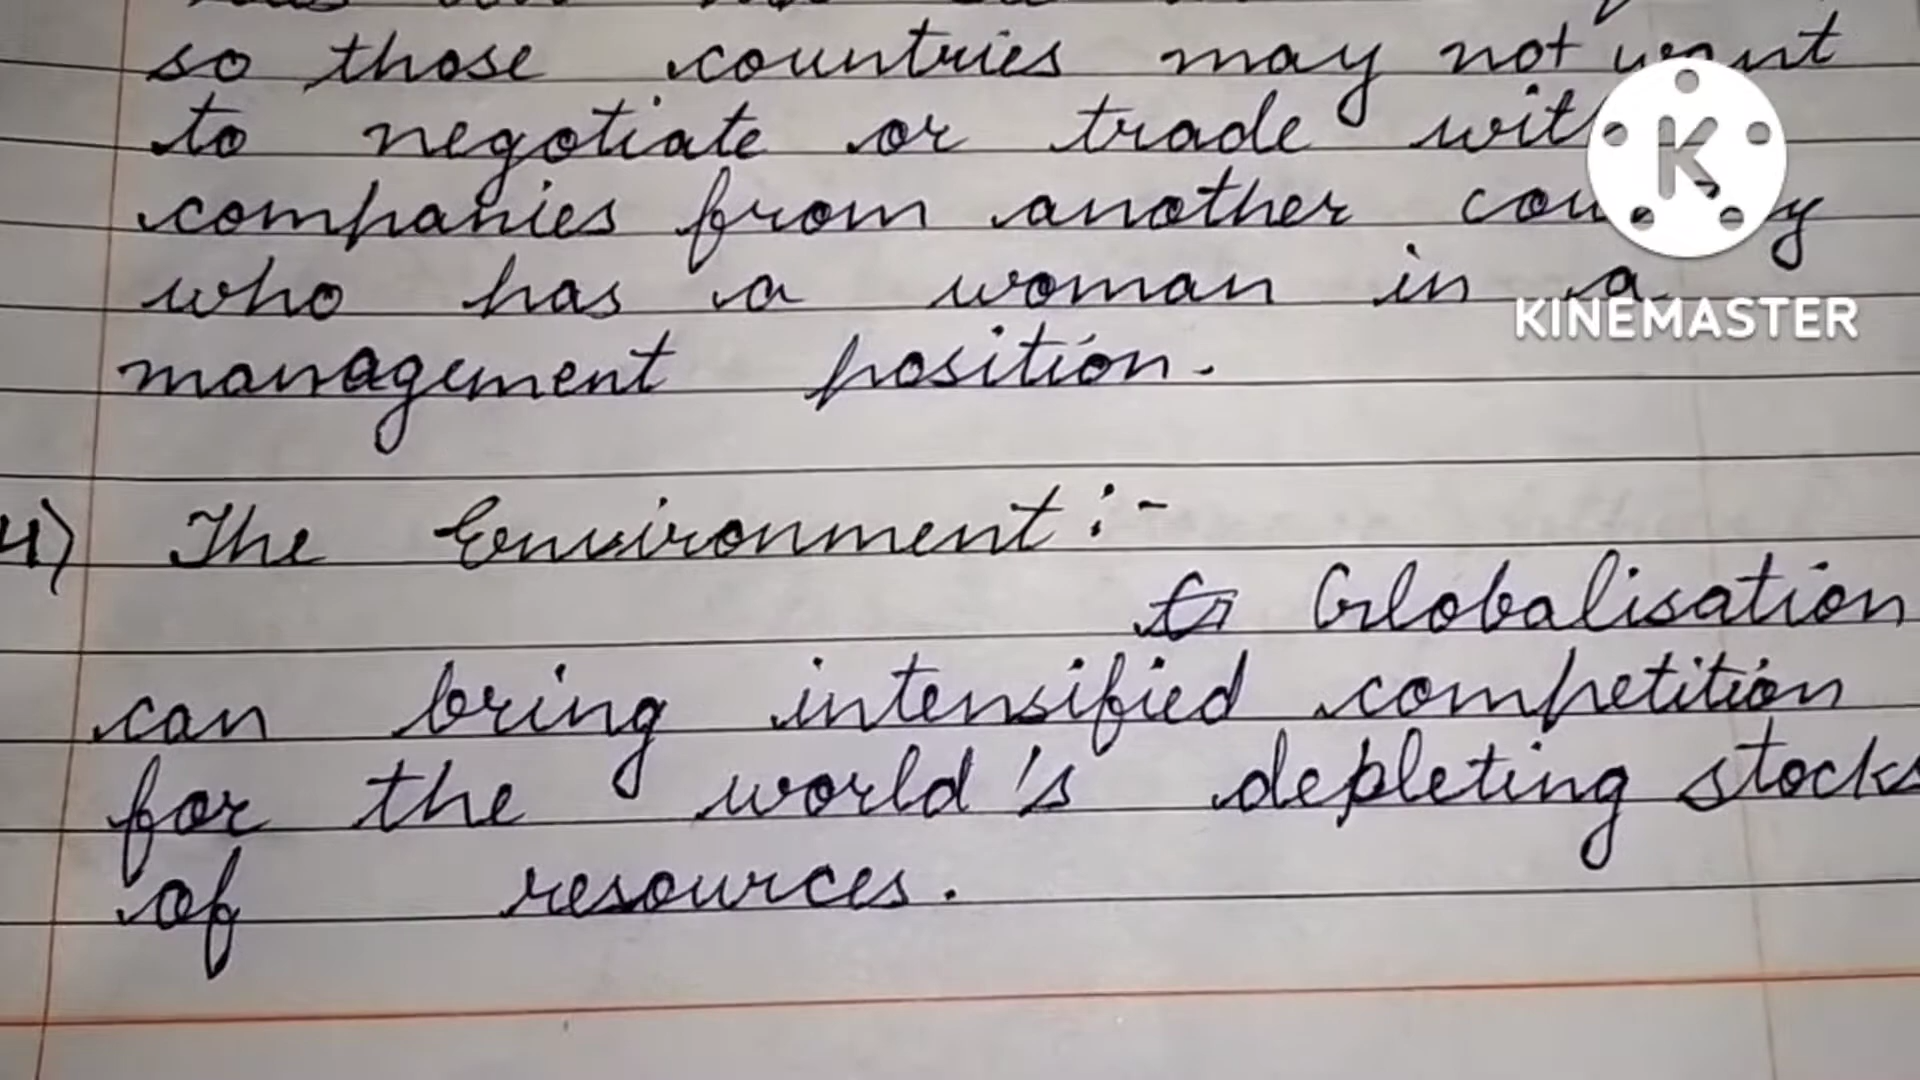 so those countries may not want
to negotiate or trade with
companies from another country
who has a woman in a
KINEMASTER
management position.
4) The Environment :-
Globalisation
can bring intensified competition
for the world's depleting stocks
of resources.